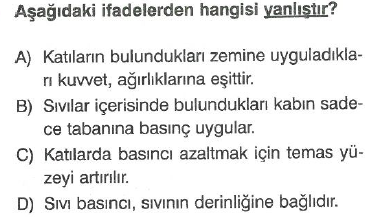 Aşağıdaki ifadelerden hangisi yanlıştır?
A) Katıların bulundukları zemine uyguladıkla-
rı kuvvet, ağırlıklarına eşittir.
B) Sıvılar içerisinde bulundukları kabın sade-
ce tabanına basınç uygular.
C) Katılarda basıncı azaltmak için temas yü-
zeyi artırılır.
D) Sıvı basıncı, sıvının derinliğine bağlıdır.